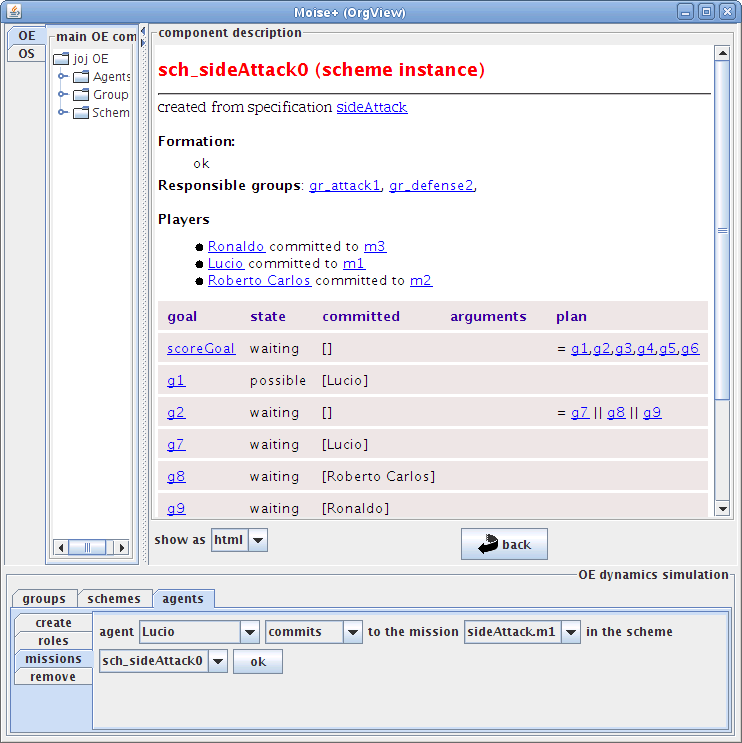 Moise+ (OrgView)
OE
OS
main OE com
joj OE
Agents
Group
Schem
component description
sch_sideAttack0 (scheme instance)
created from specification sideAttack
Formation:
ok
Responsible groups: gr_attack1, gr_defense2,
Players
Ronaldo committed to m3
Lucio committed to m1
Roberto Carlos committed to m2
goal state committed arguments plan
scoreGoal waiting [] = g1,g2,g3,g4,g5,g6
g1 possible [Lucio]
g2 waiting [] = g7 || g8 || g9
g7 waiting [Lucio]
g8 waiting [Roberto Carlos]
g9 waiting [Ronaldo]
show as html back
OE dynamics simulation
groups schemes agents
create
roles
missions
remove
agent Lucio commits to the mission sideAttack.m1 in the scheme
sch_sideAttack0 ok